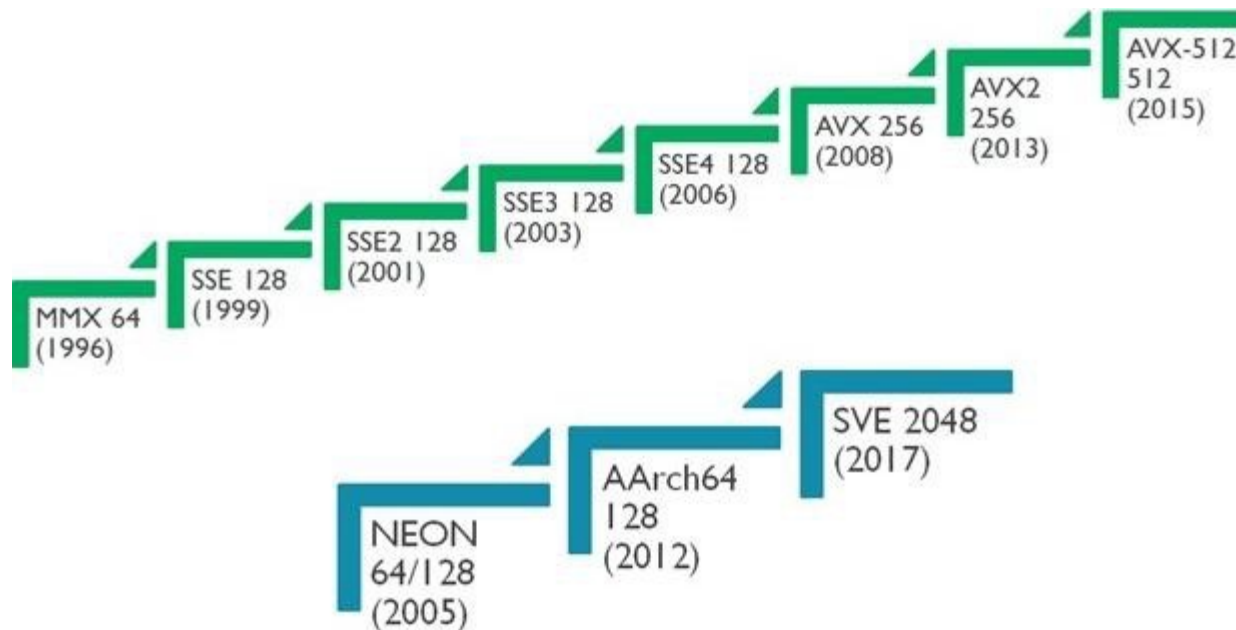 MMX 64
(1996)
SSE 128
(1999)
SSE2 128
(2001)
SSE3 128
(2003)
SSE4 128
(2006)
AVX 256
(2008)
AVX2
256
(2013)
AVX-512
512
(2015)
NEON
64/128
(2005)
AArch64
128
(2012)
SVE 2048
(2017)